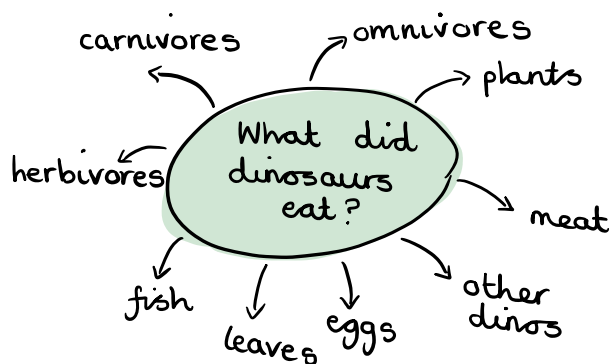 carnivores
omnivores
plants
What did
dinosaurs
eat?
herbivores
meat
other
dinos
fish
leaves
eggs